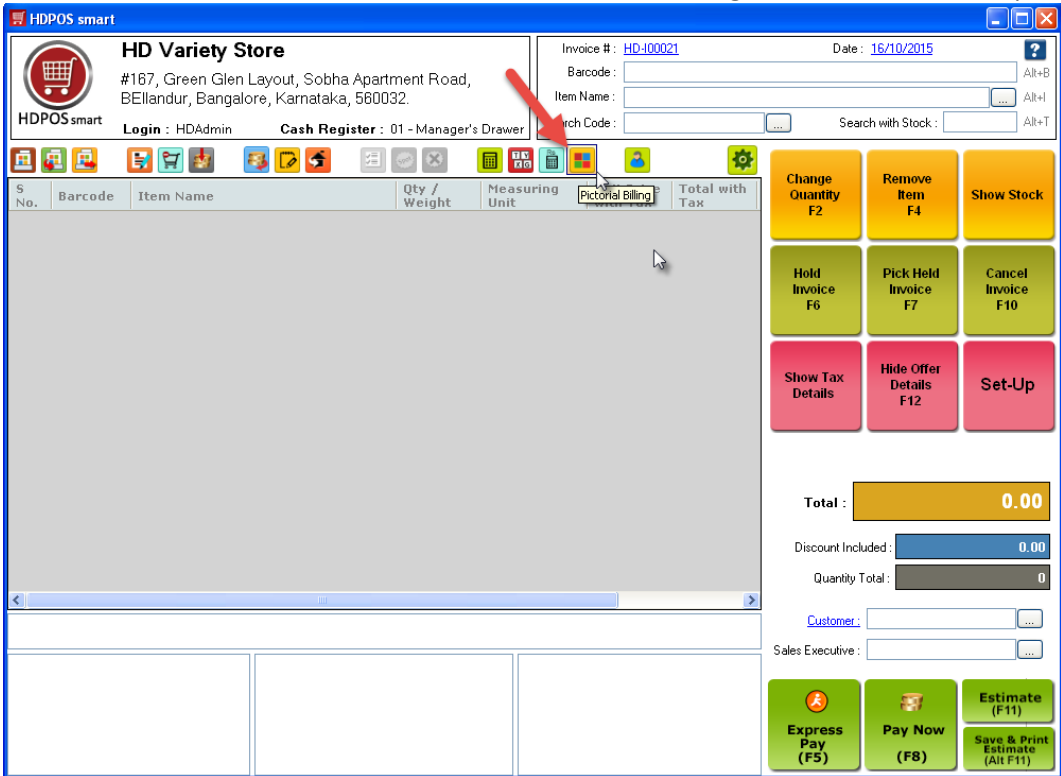 HDPOS smart
HD Variety Store
#167, Green Glen Layout, Sobha Apartment Road,
BEllandur, Bangalore, Karnataka, 560032.
HDPOS smart
Login : HDAdmin Cash Register : 01 - Manager's Drawer
Invoice # : HD-I00021 Date : 16/10/2015 ?
Barcode : Alt+B
Item Name : ... Alt+I
rch Code : ... Search with Stock : Alt+T
S No. Barcode Item Name Qty / Weight Measuring Unit Total with Tax
Pictorial Billing
Change Quantity F2
Remove Item F4
Show Stock
Hold Invoice F6
Pick Held Invoice F7
Cancel Invoice F10
Show Tax Details
Hide Offer Details F12
Set-Up
Total : 0.00
Discount Included : 0.00
Quantity Total : 0
Customer : ...
Sales Executive : ...
Express Pay (F5)
Pay Now (F8)
Estimate (F11)
Save & Print Estimate (Alt F11)